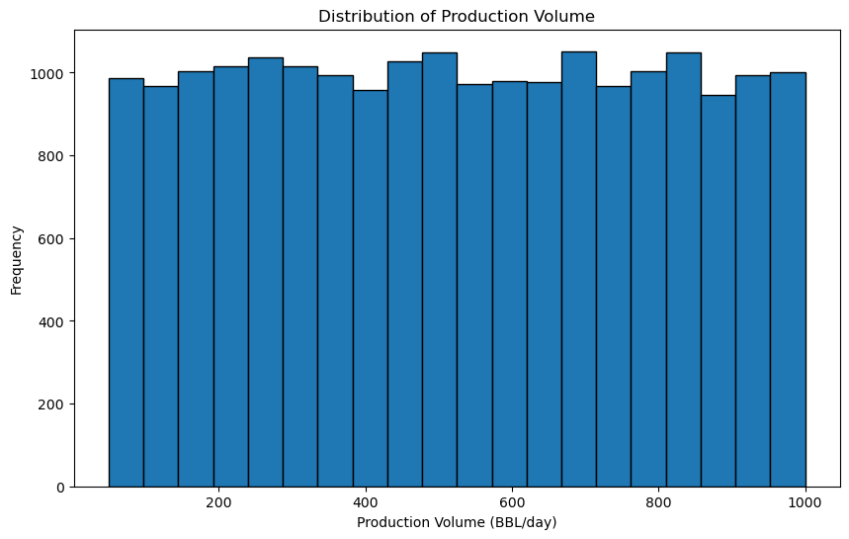 Distribution of Production Volume
1000
800
600
400
200
0
Frequency
200 400 600 800 1000
Production Volume (BBL/day)